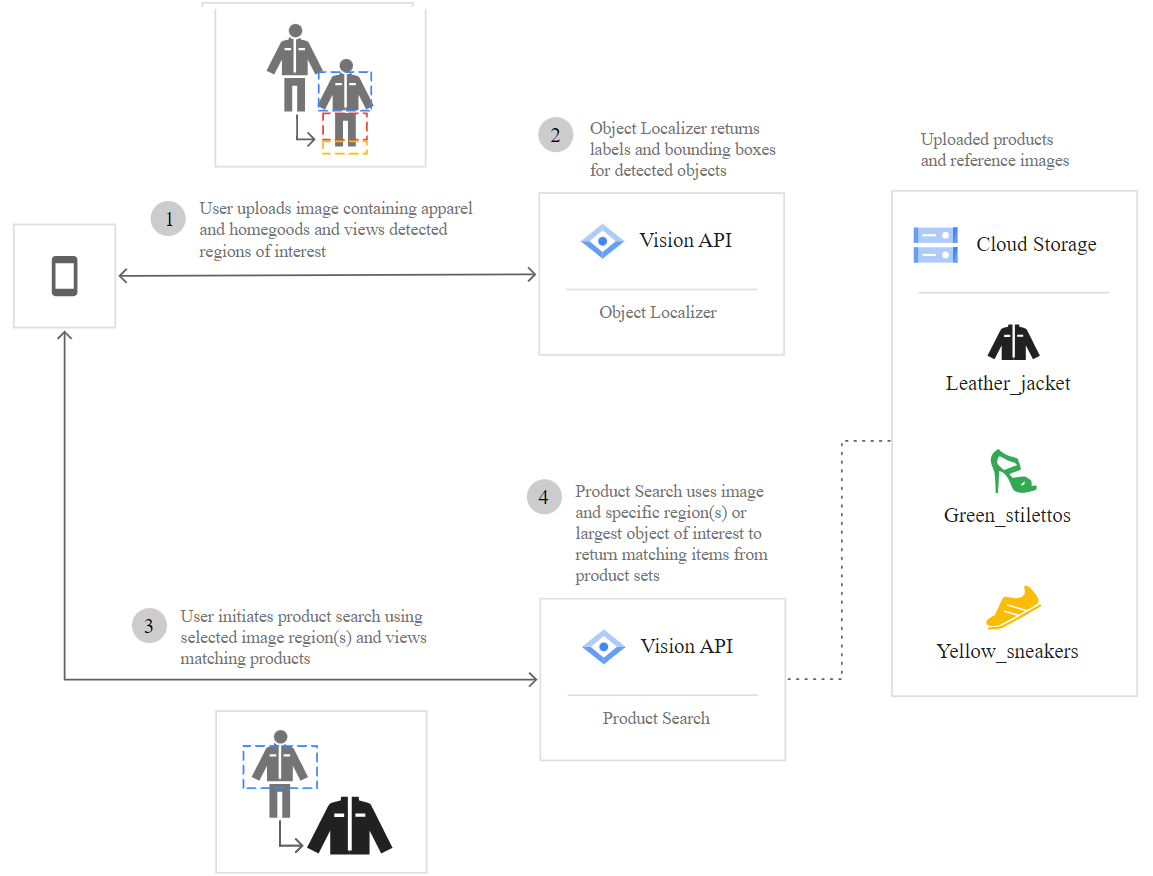 1
User uploads image containing apparel
and homegoods and views detected
regions of interest
2
Object Localizer returns
labels and bounding boxes
for detected objects
Vision API
Object Localizer
3
User initiates product search using
selected image region(s) and views
matching products
4
Product Search uses image
and specific region(s) or
largest object of interest to
return matching items from
product sets
Vision API
Product Search
Uploaded products
and reference images
Cloud Storage
Leather_jacket
Green_stilettos
Yellow_sneakers